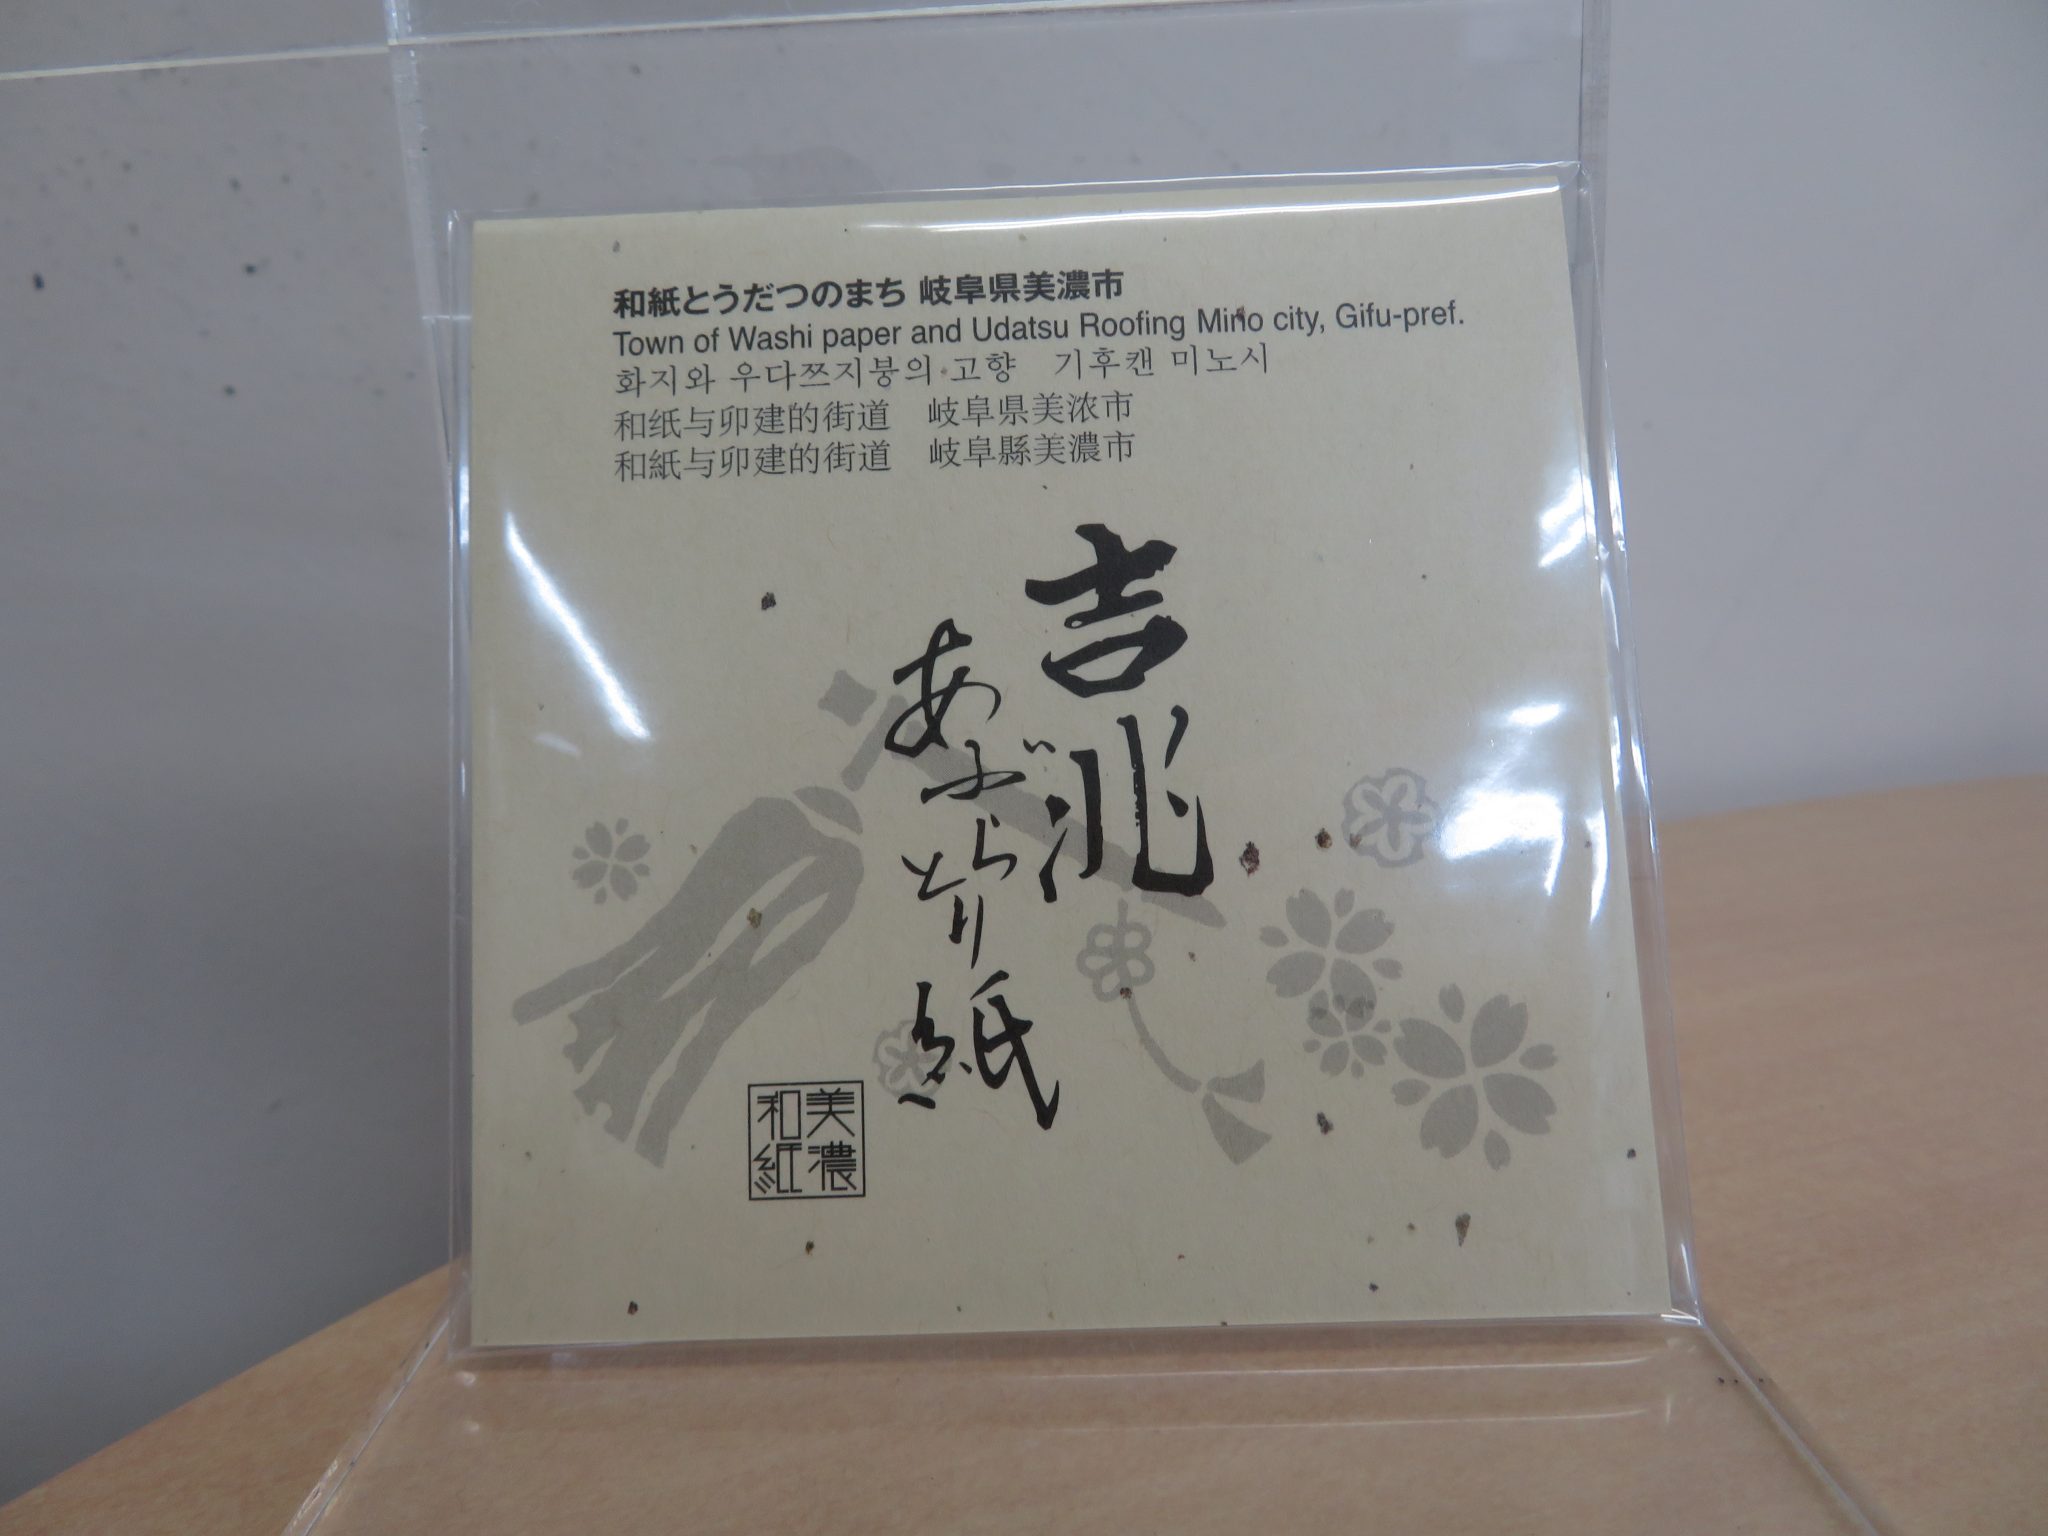 和紙とうだつのまち 岐阜県美濃市
Town of Washi paper and Udatsu Roofing Mino city, Gifu-pref.
화지와 우다쯔지붕의 고향　기후캔 미노시
和纸与卯建的街道　岐阜県美浓市
和紙与卯建的街道　岐阜縣美濃市
吉兆
あぶらとり紙
美濃
和紙